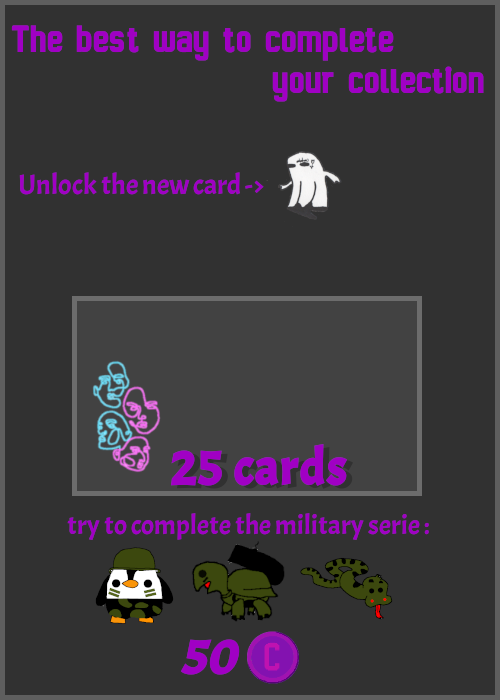 The best way to complete
your collection
Unlock the new card ->
25 cards
try to complete the military serie :
50 C